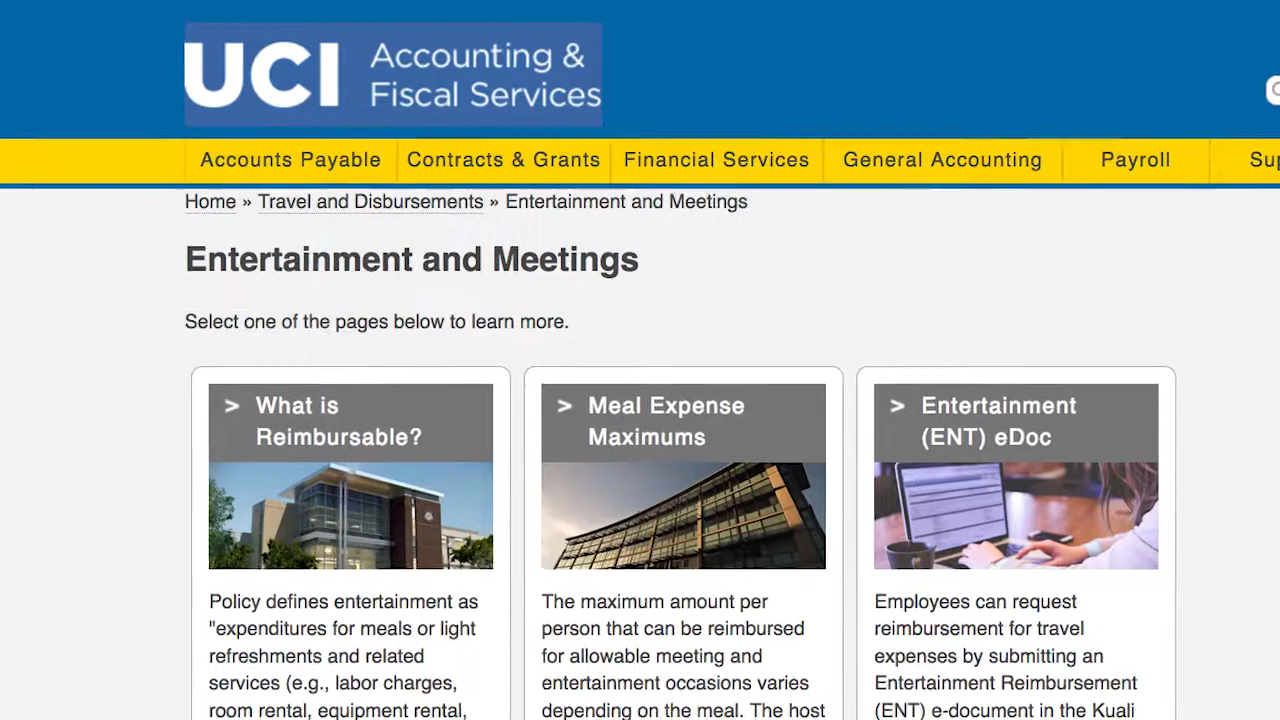 UCI Accounting &
Fiscal Services
Accounts Payable Contracts & Grants Financial Services General Accounting Payroll
Home » Travel and Disbursements » Entertainment and Meetings
Entertainment and Meetings
Select one of the pages below to learn more.
> What is
Reimbursable?
Policy defines entertainment as
"expenditures for meals or light
refreshments and related
services (e.g., labor charges,
room rental, equipment rental,
> Meal Expense
Maximums
The maximum amount per
person that can be reimbursed
for allowable meeting and
entertainment occasions varies
depending on the meal. The host
> Entertainment
(ENT) eDoc
Employees can request
reimbursement for travel
expenses by submitting an
Entertainment Reimbursement
(ENT) e-document in the Kuali